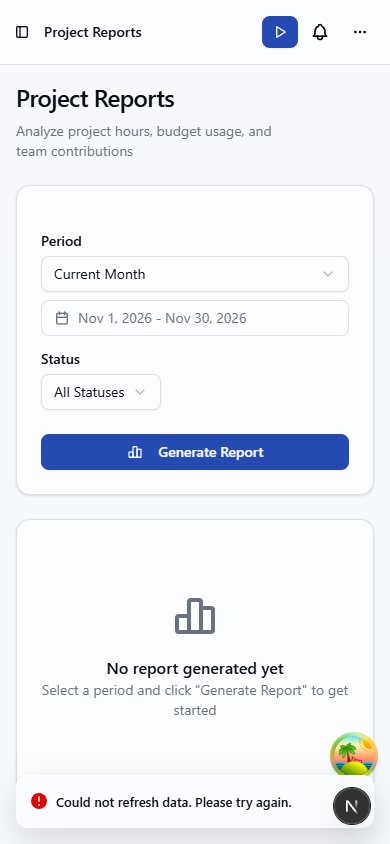 Project Reports
Project Reports
Analyze project hours, budget usage, and
team contributions
Period
Current Month
Nov 1, 2026 - Nov 30, 2026
Status
All Statuses
Generate Report
No report generated yet
Select a period and click "Generate Report" to get
started
Could not refresh data. Please try again.
N